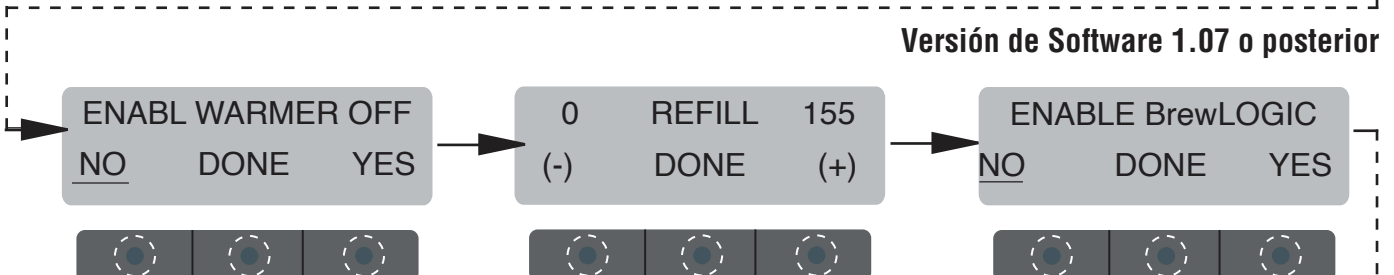 Versión de Software 1.07 o posterior
ENABL WARMER OFF
NO DONE YES
0 REFILL 155
(-) DONE (+)
ENABLE BrewLOGIC
NO DONE YES